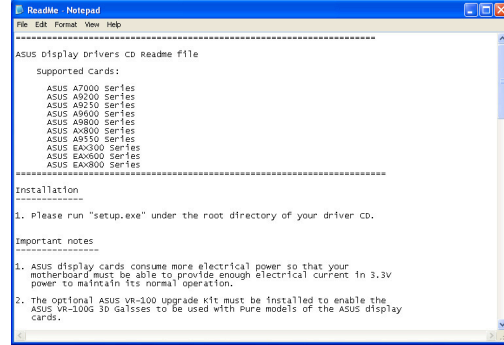 ReadMe - Notepad
File Edit Format View Help
=====================================================================
ASUS Display Drivers CD Readme file
Supported Cards:
ASUS A7000 Series
ASUS A9200 Series
ASUS A9250 Series
ASUS A9600 Series
ASUS A9800 Series
ASUS AX800 Series
ASUS A9550 Series
ASUS EAX300 Series
ASUS EAX600 Series
ASUS EAX800 Series
=======================================================================
Installation
-------------
1. Please run "setup.exe" under the root directory of your driver CD.
Important notes
----------------
1. ASUS display cards consume more electrical power so that your
motherboard must be able to provide enough electrical current in 3.3V
power to maintain its normal operation.
2. The optional ASUS VR-100 Upgrade Kit must be installed to enable the
ASUS VR-100G 3D Galsses to be used with Pure models of the ASUS display
cards.